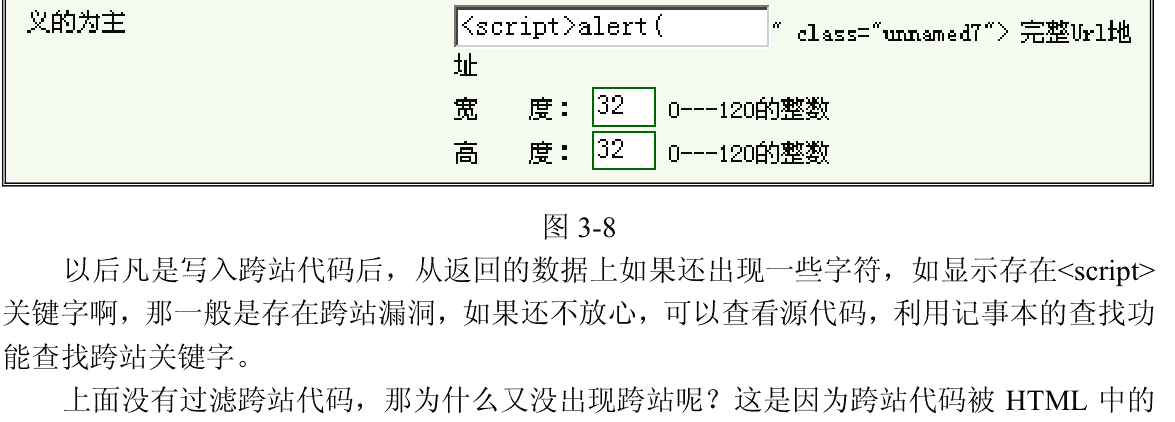 义的为主 <script>alert( " class="unnamed7"> 完整Url地
址
宽 度： 32 0---120的整数
高 度： 32 0---120的整数
图 3-8
以后凡是写入跨站代码后，从返回的数据上如果还出现一些字符，如显示存在<script>
关键字啊，那一般是存在跨站漏洞，如果还不放心，可以查看源代码，利用记事本的查找功
能查找跨站关键字。
上面没有过滤跨站代码，那为什么又没出现跨站呢？这是因为跨站代码被 HTML 中的